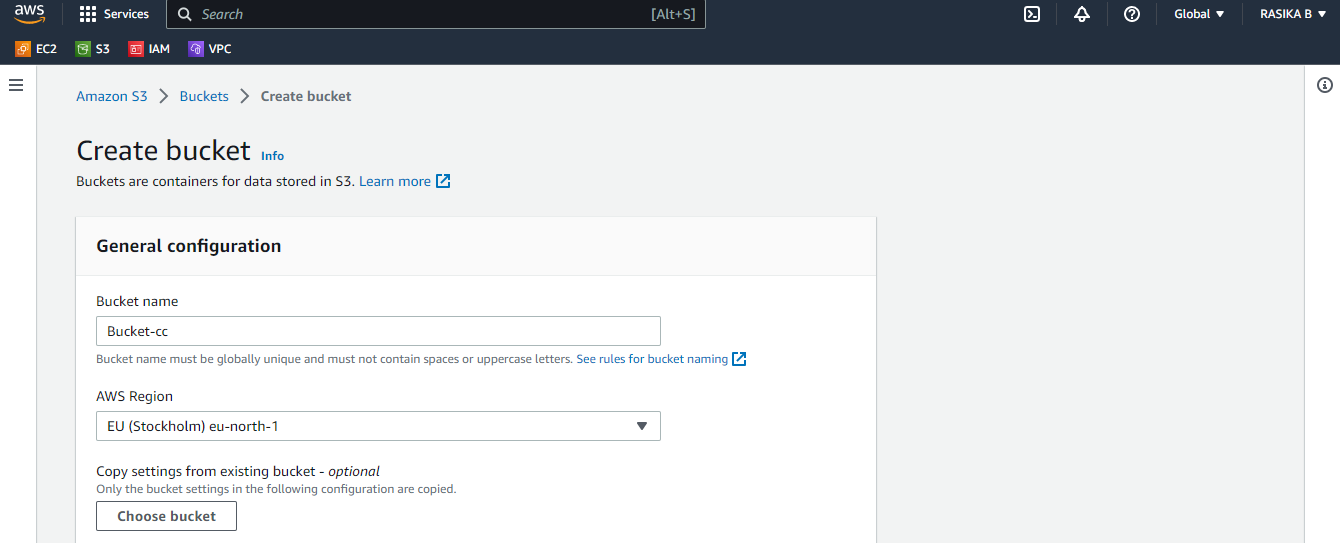 aws Services Search [Alt+S] Global RASIKA B
EC2 S3 IAM VPC
Amazon S3 Buckets Create bucket
Create bucket Info
Buckets are containers for data stored in S3. Learn more
General configuration
Bucket name
Bucket-cc
Bucket name must be globally unique and must not contain spaces or uppercase letters. See rules for bucket naming
AWS Region
EU (Stockholm) eu-north-1
Copy settings from existing bucket - optional
Only the bucket settings in the following configuration are copied.
Choose bucket